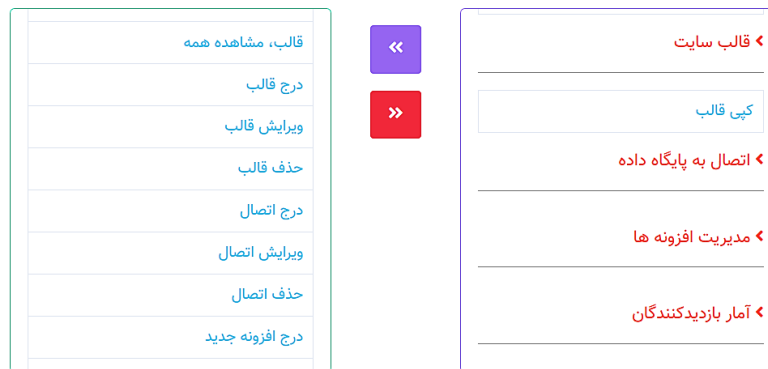 قالب سایت
کپی قالب
اتصال به پایگاه داده
مدیریت افزونه ها
آمار بازدیدکنندگان
قالب، مشاهده همه
درج قالب
ویرایش قالب
حذف قالب
درج اتصال
ویرایش اتصال
حذف اتصال
درج افزونه جدید